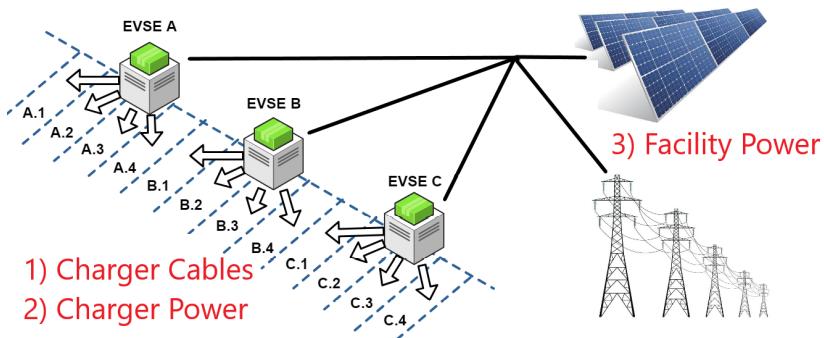 EVSE A
A.1
A.2
A.3
A.4
EVSE B
B.1
B.2
B.3
B.4
EVSE C
C.1
C.2
C.3
C.4
1) Charger Cables
2) Charger Power
3) Facility Power